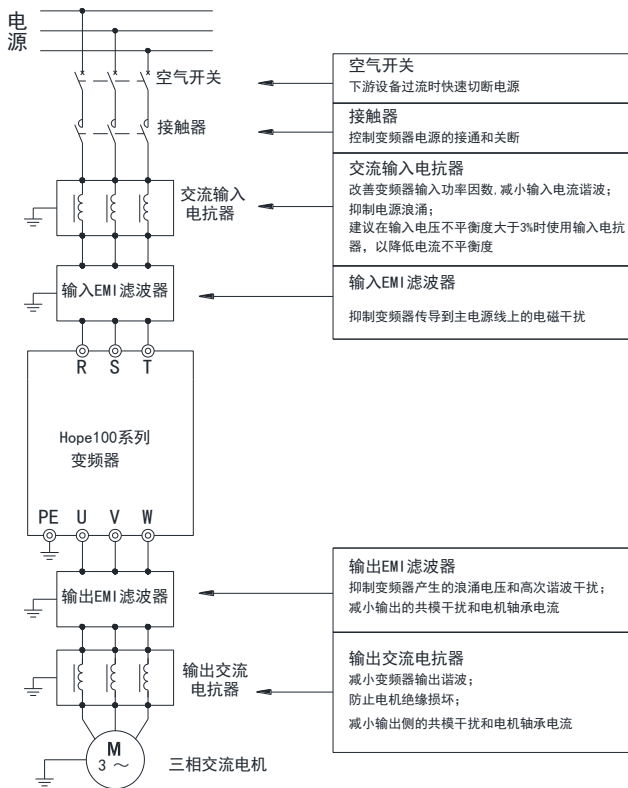 电
源
空气开关
接触器
交流输入
电抗器
输入EMI滤波器
R S T
Hope100系列
变频器
PE U V W
输出EMI滤波器
输出交流
电抗器
M
3 ～
三相交流电机
空气开关
下游设备过流时快速切断电源
接触器
控制变频器电源的接通和关断
交流输入电抗器
改善变频器输入功率因数,减小输入电流谐波;
抑制电源浪涌;
建议在输入电压不平衡度大于3%时使用输入电抗
器, 以降低电流不平衡度
输入EMI滤波器
抑制变频器传导到主电源线上的电磁干扰
输出EMI滤波器
抑制变频器产生的浪涌电压和高次谐波干扰;
减小输出的共模干扰和电机轴承电流
输出交流电抗器
减小变频器输出谐波;
防止电机绝缘损坏;
减小输出侧的共模干扰和电机轴承电流